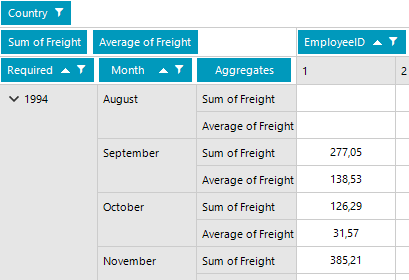 Country
Sum of Freight Average of Freight EmployeeID
Required Month Aggregates 1 2
1994 August Sum of Freight
Average of Freight
September Sum of Freight 277,05
Average of Freight 138,53
October Sum of Freight 126,29
Average of Freight 31,57
November Sum of Freight 385,21